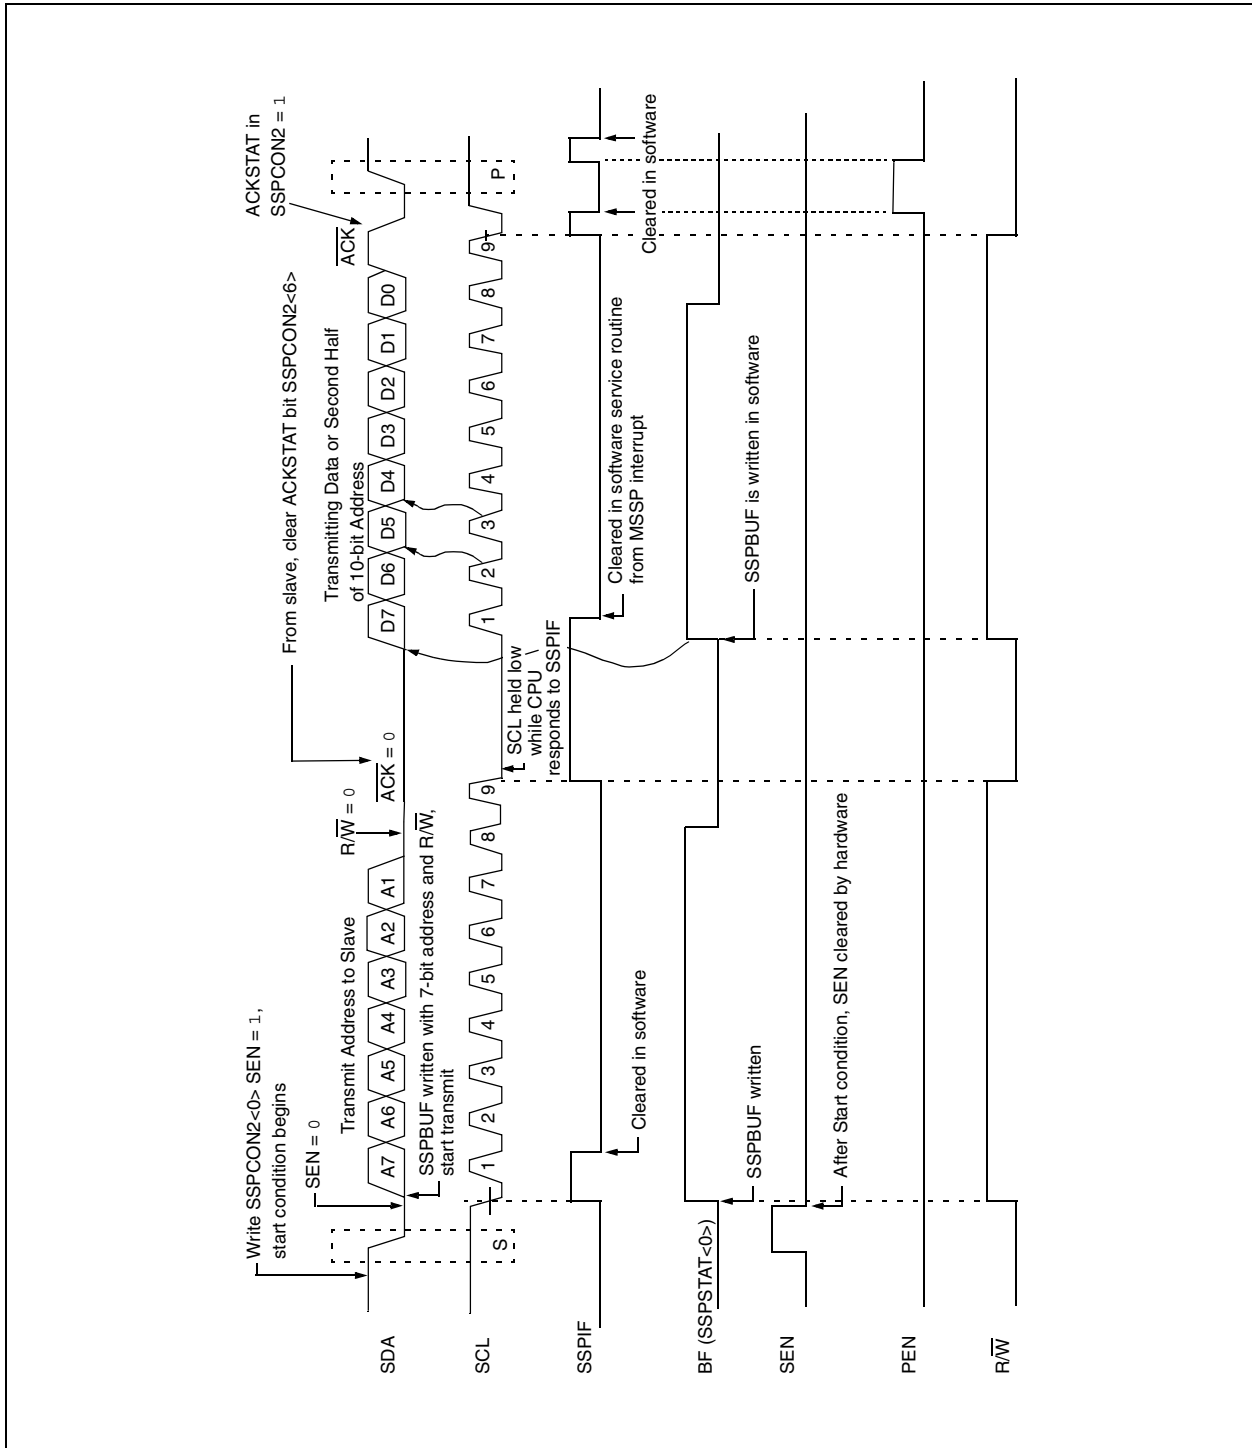 Write SSPCON2<0> SEN = 1,
start condition begins
SEN = 0
Transmit Address to Slave
R/W = 0
From slave, clear ACKSTAT bit SSPCON2<6>
ACK = 0
Transmitting Data or Second Half
of 10-bit Address
ACKSTAT in
SSPCON2 = 1
ACK
SDA
A7 A6 A5 A4 A3 A2 A1
D7 D6 D5 D4 D3 D2 D1 D0
SSPBUF written with 7-bit address and R/W,
start transmit
SCL
S
1 2 3 4 5 6 7 8 9
1 2 3 4 5 6 7 8 9
P
SCL held low
while CPU
responds to SSPIF
SSPIF
Cleared in software
Cleared in software service routine
from MSSP interrupt
Cleared in software
BF (SSPSTAT<0>)
SSPBUF written
SSPBUF is written in software
SEN
After Start condition, SEN cleared by hardware
PEN
R/W